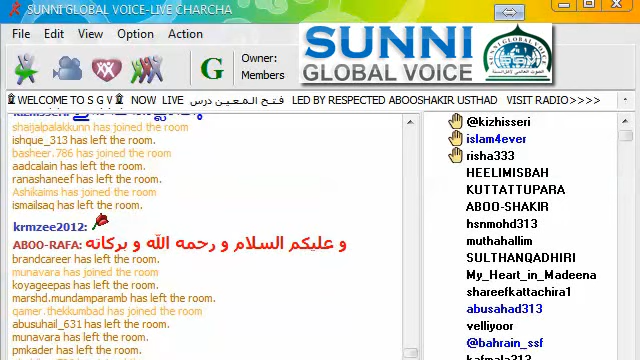 SUNNI GLOBAL VOICE-LIVE CHARCHA
File View Option Action
G
Owner:
Members
SUNNI
GLOBAL VOICE
WELCOME TO S G V NOW LIVE فتح المعين درس LED BY RESPECTED ABOOSHAKIR USTHAD VISIT RADIO>>>>
shaijalpalakkunn has joined the room
ishque_313 has left the room.
basheer.786 has joined the room
aadcalain has left the room.
ranashaneef has left the room.
Ashikaims has joined the room
ismailsaq has left the room.
krmzee2012:
ABOO-RAFA: و عليكم السلام و رحمه الله و بركاته
brandcareer has left the room.
munavara has joined the room
koyageepas has left the room.
marshd.mundamparamb has left the room.
qamer.thekkumbad has joined the room
abusuhail_631 has left the room.
munavara has left the room.
pmkader has left the room.
@kizhisseri
islam4ever
risha333
HEELIMISBAH
KUTTATTUPARA
ABOO-SHAKIR
hsnmohd313
muthahallim
SULTHANQADHIRI
My_Heart_in_Madeena
shareefkattachira1
abusahad313
velliyoor
@bahrain_ssf
kafmala313